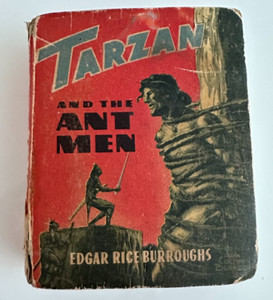 TARZAN
AND THE
ANT
MEN
EDGAR RICE BURROUGHS